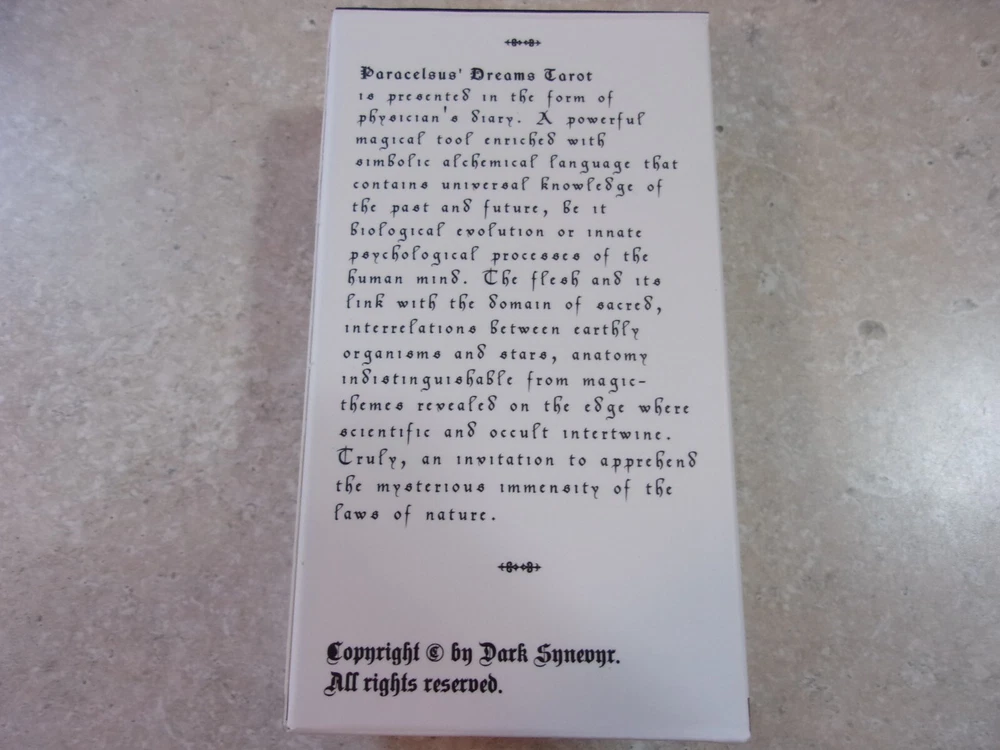 Paracelsus' Dreams Tarot
is presented in the form of
physician's diary. A powerful
magical tool enriched with
simbolic alchemical language that
contains universal knowledge of
the past and future, be it
biological evolution or innate
psychological processes of the
human mind. The flesh and its
link with the domain of sacred,
interrelations between earthly
organisms and stars, anatomy
indistinguishable from magic-
themes revealed on the edge where
scientific and occult intertwine.
Truly, an invitation to apprehend
the mysterious immensity of the
laws of nature.
Copyright © by Dark Synevyr.
All rights reserved.